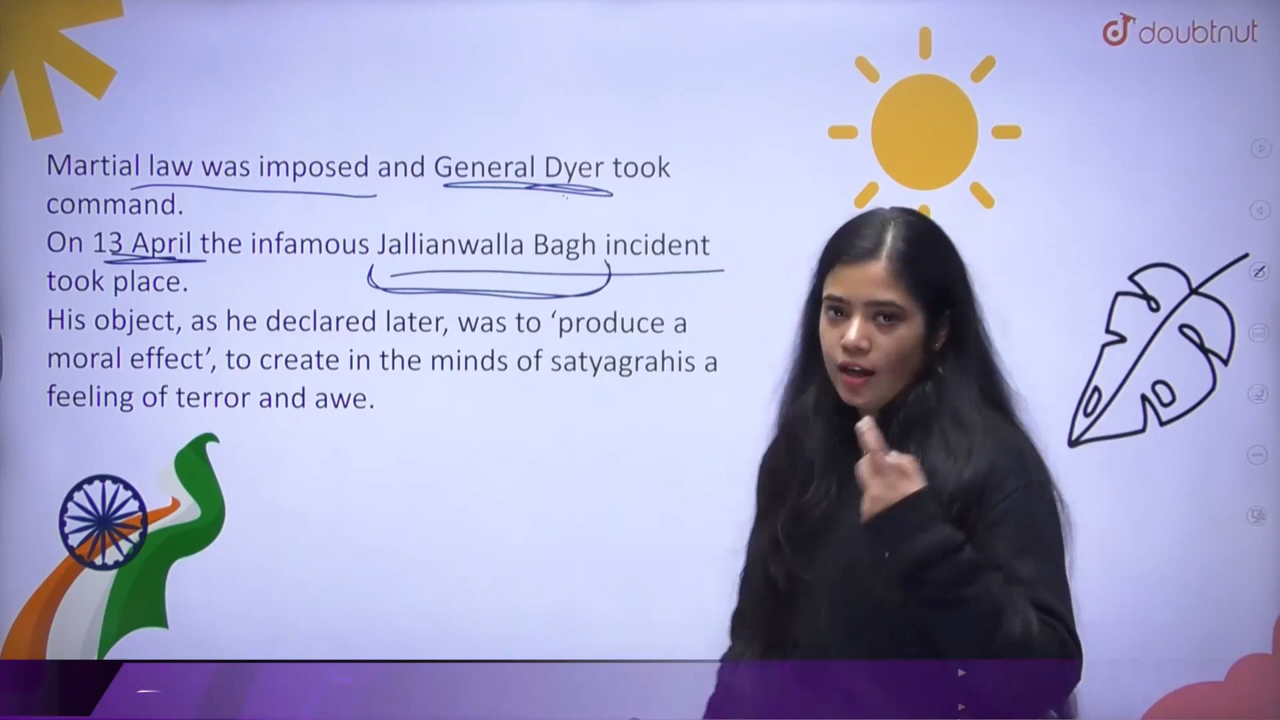 doubtnut
Martial law was imposed and General Dyer took
command.
On 13 April the infamous Jallianwalla Bagh incident
took place.
His object, as he declared later, was to ‘produce a
moral effect’, to create in the minds of satyagrahis a
feeling of terror and awe.